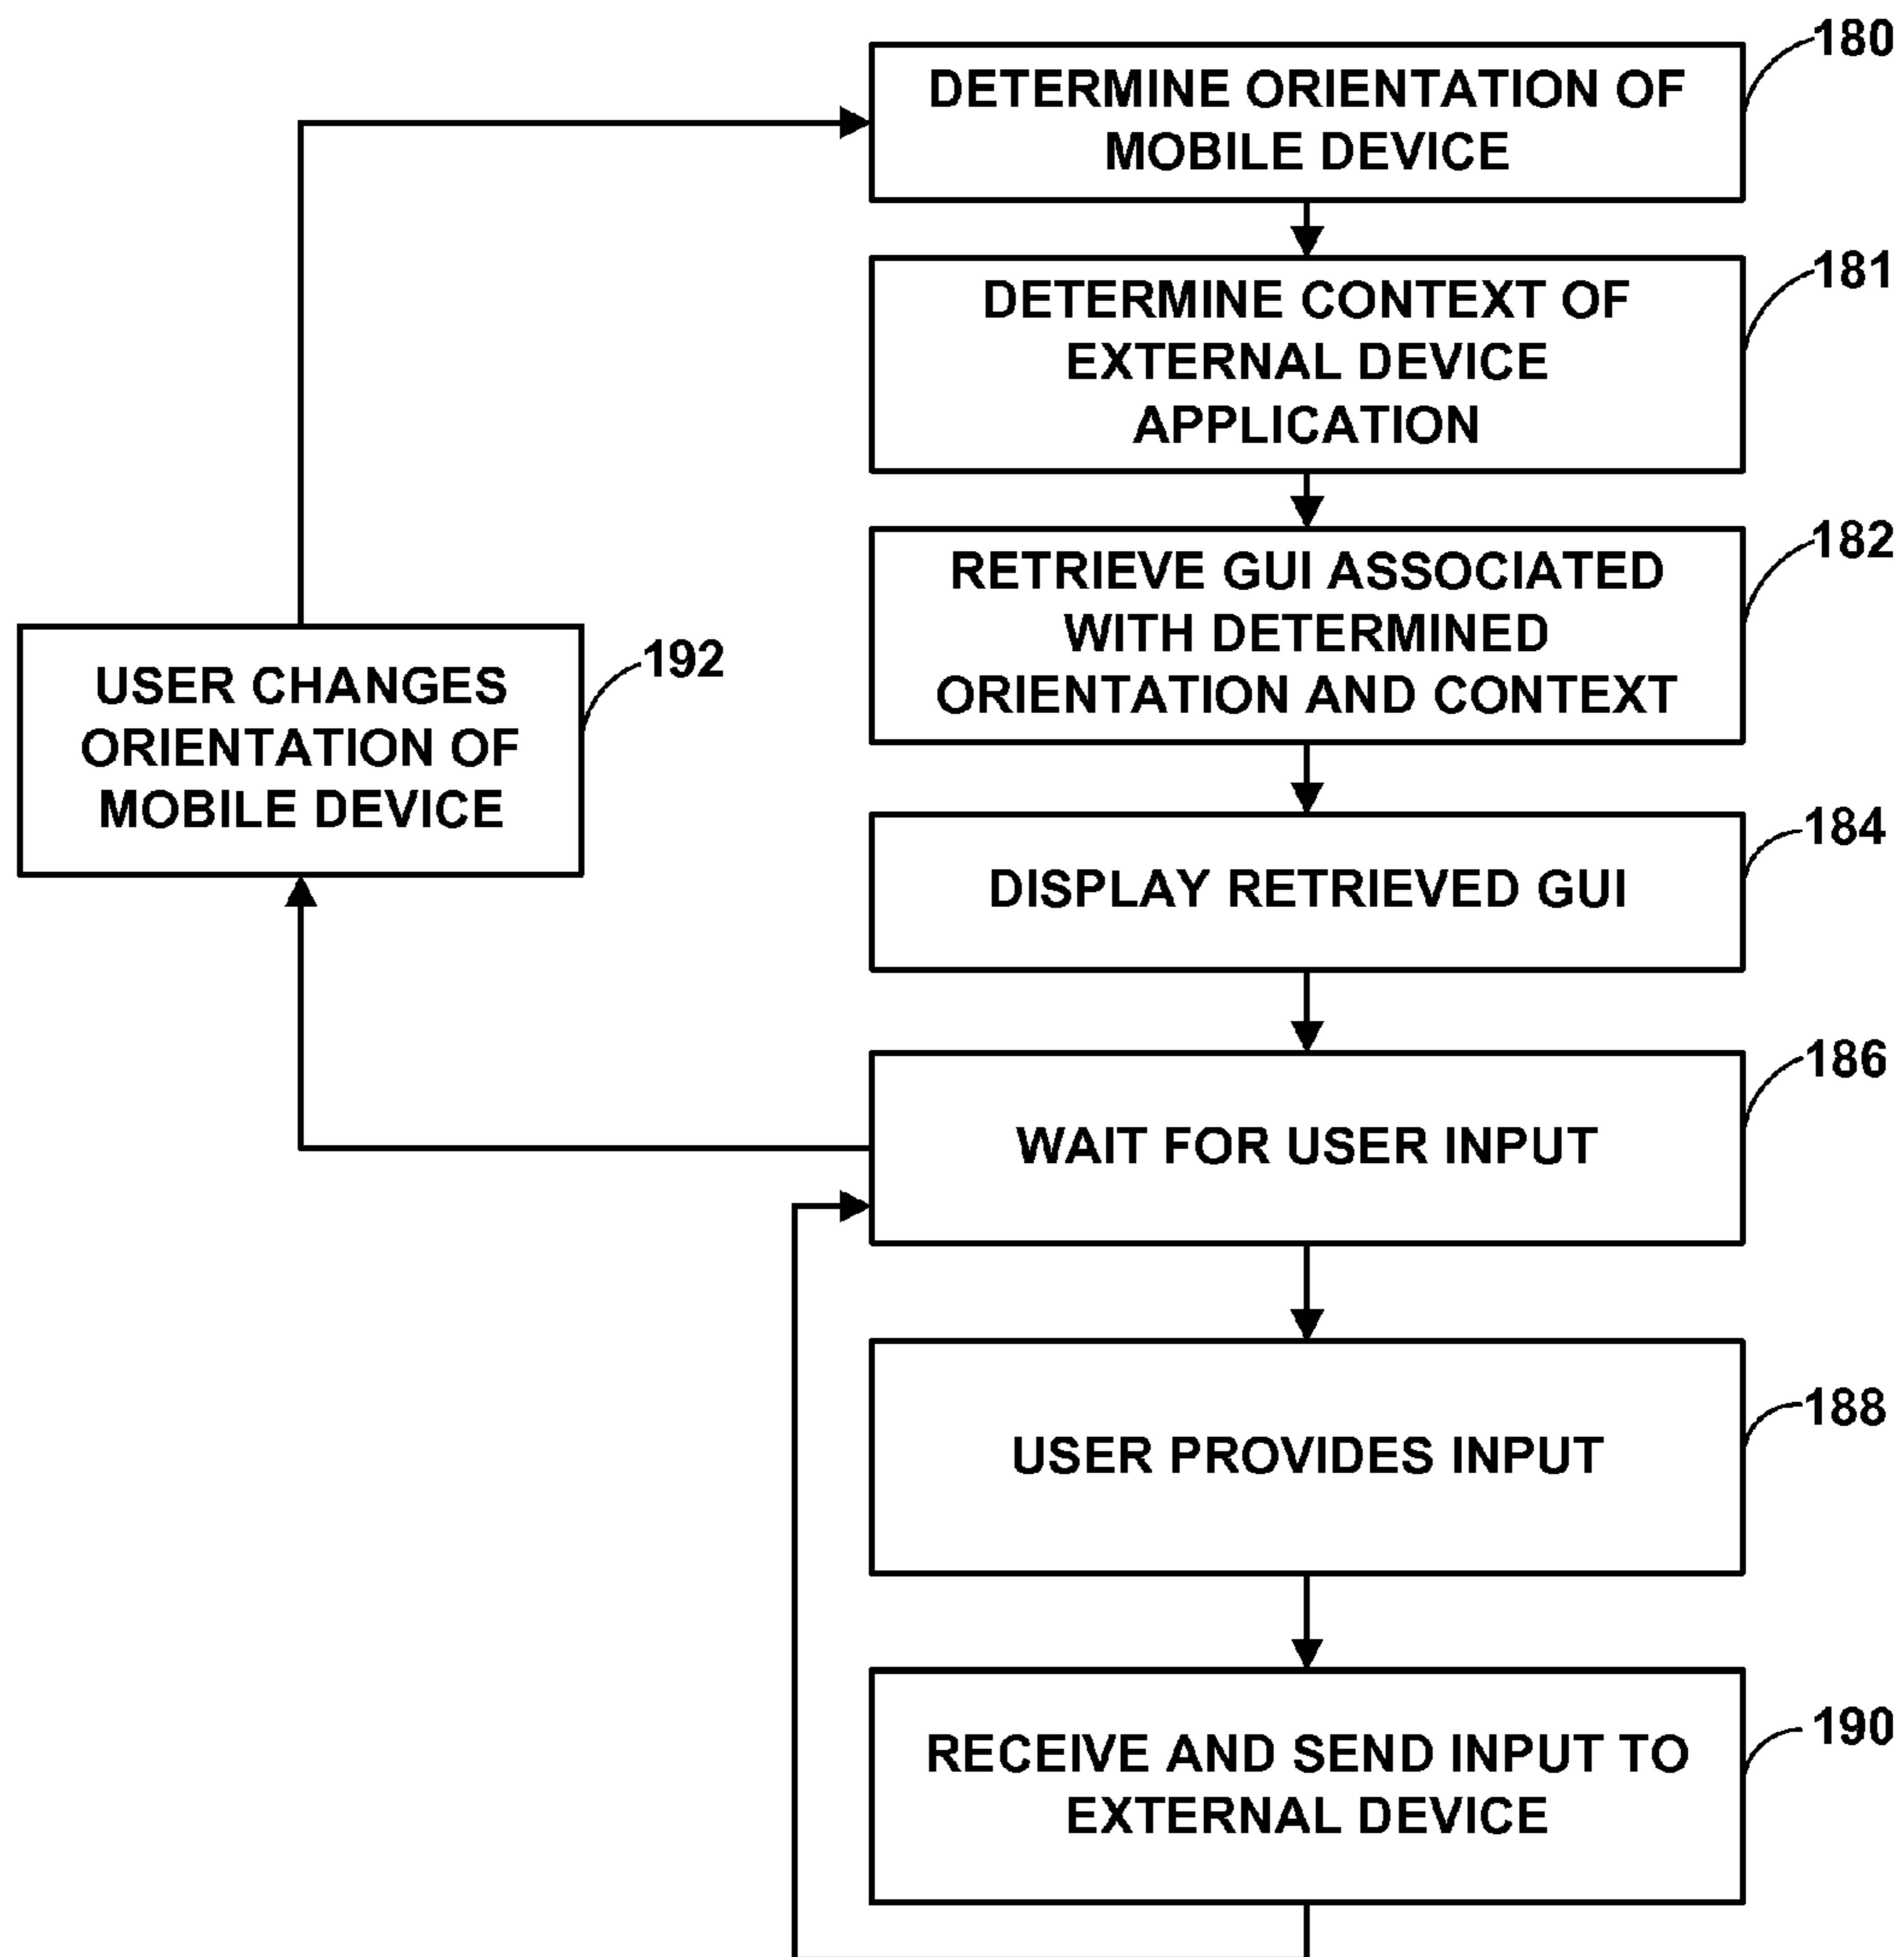 180
DETERMINE ORIENTATION OF
MOBILE DEVICE
181
DETERMINE CONTEXT OF
EXTERNAL DEVICE
APPLICATION
182
RETRIEVE GUI ASSOCIATED
WITH DETERMINED
ORIENTATION AND CONTEXT
192
USER CHANGES
ORIENTATION OF
MOBILE DEVICE
184
DISPLAY RETRIEVED GUI
186
WAIT FOR USER INPUT
188
USER PROVIDES INPUT
190
RECEIVE AND SEND INPUT TO
EXTERNAL DEVICE